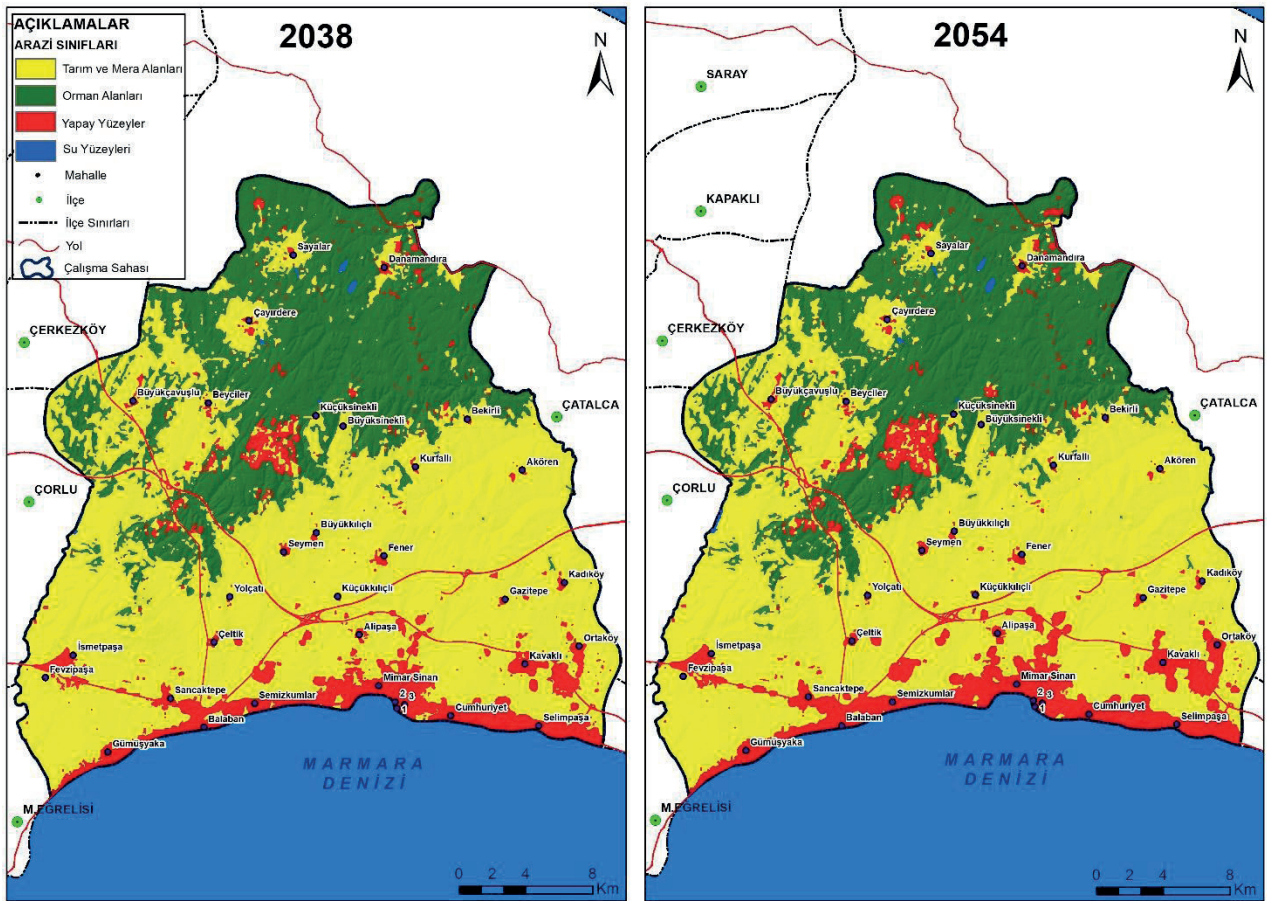 AÇIKLAMALAR
ARAZİ SINIFLARI
Tarım ve Mera Alanları
Orman Alanları
Yapay Yüzeyler
Su Yüzeyleri
Mahalle
İlçe
İlçe Sınırları
Yol
Çalışma Sahası
2038
N
Sayalar
Danamandıra
Çayırdere
ÇERKEZKÖY
Büyükçavuşlu
Beyciler
Küçüksinekli
Büyüksinekli
Bekirli
ÇATALCA
Kurfallı
Akören
ÇORLU
Büyükkılıçlı
Seymen
Fener
Kadıköy
Yolçatı
Küçükkılıçlı
Gazitepe
Çeltik
Alipaşa
Ortaköy
İsmetpaşa
Kavaklı
Fevzipaşa
Mimar Sinan
Sancaktepe
Semizkumlar
2 3
1
Cumhuriyet
Balaban
Selimpaşa
Gümüşyaka
MARMARA
DENİZİ
M.EĞRELİSİ
0 2 4 8
Km
2054
N
SARAY
KAPAKLI
Sayalar
Danamandıra
Çayırdere
ÇERKEZKÖY
Büyükçavuşlu
Beyciler
Küçüksinekli
Büyüksinekli
Bekirli
ÇATALCA
Kurfallı
Akören
ÇORLU
Büyükkılıçlı
Seymen
Fener
Kadıköy
Yolçatı
Küçükkılıçlı
Gazitepe
Çeltik
Alipaşa
Ortaköy
İsmetpaşa
Kavaklı
Fevzipaşa
Mimar Sinan
Sancaktepe
Semizkumlar
2 3
1
Cumhuriyet
Balaban
Selimpaşa
Gümüşyaka
MARMARA
DENİZİ
M.EĞRELİSİ
0 2 4 8
Km